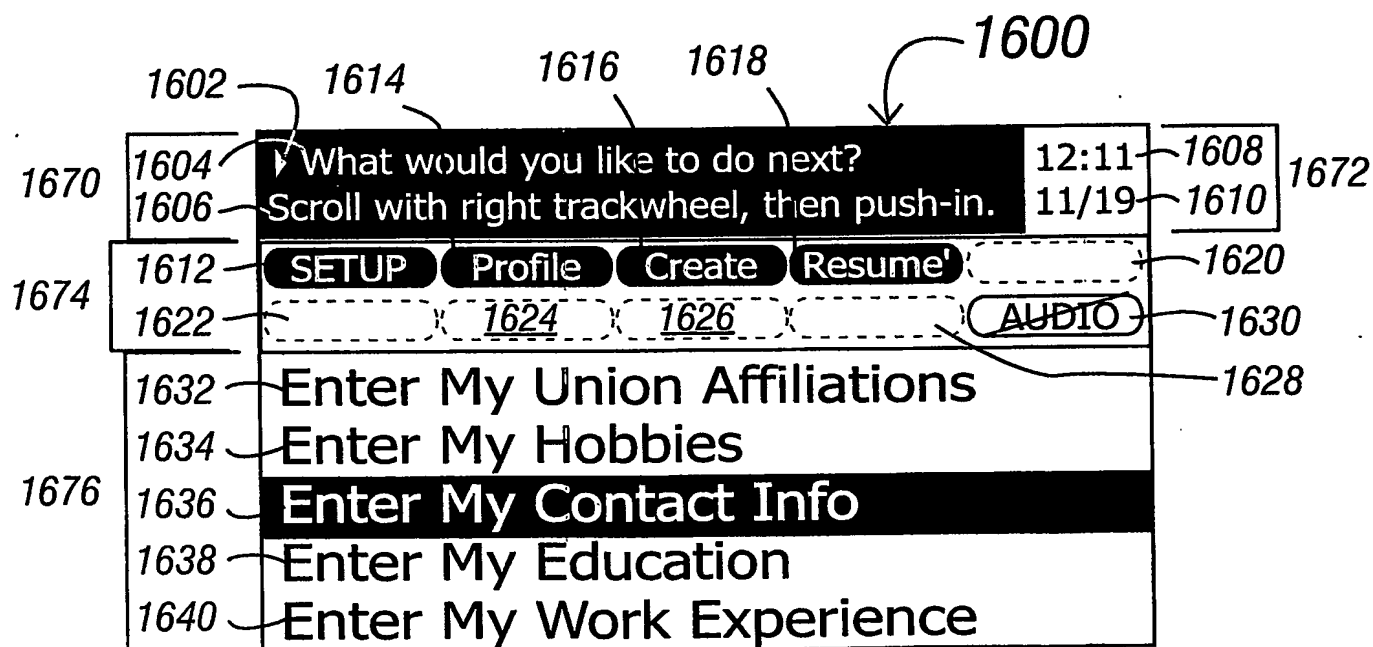 1600
1602 1614 1616 1618
1670 1604 What would you like to do next? 12:11 1608 1672
1606 Scroll with right trackwheel, then push-in. 11/19 1610
1674 1612 SETUP Profile Create Resume' 1620
1622 1624 1626 AUDIO 1630
1628
1632 Enter My Union Affiliations
1634 Enter My Hobbies
1676 1636 Enter My Contact Info
1638 Enter My Education
1640 Enter My Work Experience